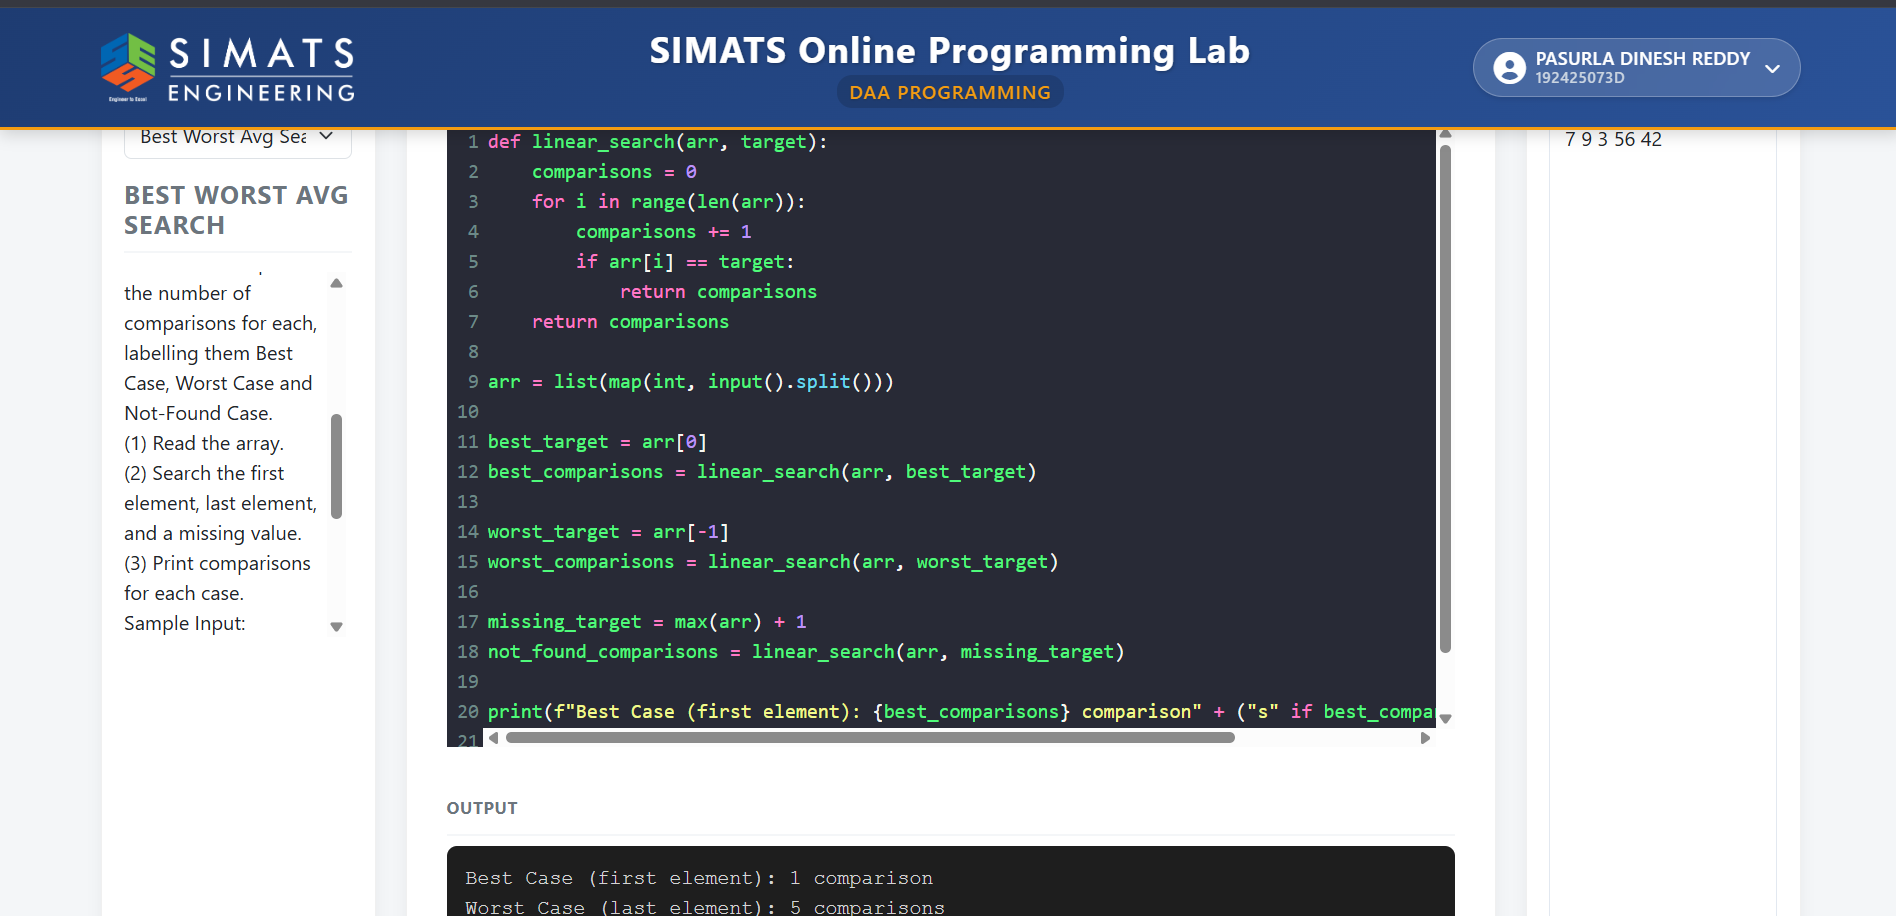 SIMATS
ENGINEERING
Engineer to Excel
SIMATS Online Programming Lab
DAA PROGRAMMING
PASURLA DINESH REDDY
192425073D
Best Worst Avg Sea
BEST WORST AVG
SEARCH
the number of
comparisons for each,
labelling them Best
Case, Worst Case and
Not-Found Case.
(1) Read the array.
(2) Search the first
element, last element,
and a missing value.
(3) Print comparisons
for each case.
Sample Input:
1 def linear_search(arr, target):
2     comparisons = 0
3     for i in range(len(arr)):
4         comparisons += 1
5         if arr[i] == target:
6             return comparisons
7     return comparisons
8
9 arr = list(map(int, input().split()))
10
11 best_target = arr[0]
12 best_comparisons = linear_search(arr, best_target)
13
14 worst_target = arr[-1]
15 worst_comparisons = linear_search(arr, worst_target)
16
17 missing_target = max(arr) + 1
18 not_found_comparisons = linear_search(arr, missing_target)
19
20 print(f"Best Case (first element): {best_comparisons} comparison" + ("s" if best_compa
21
OUTPUT
Best Case (first element): 1 comparison
Worst Case (last element): 5 comparisons
7 9 3 56 42